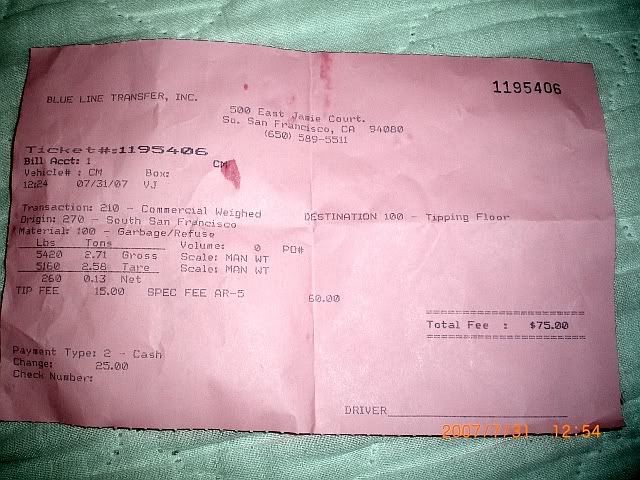 1195406
BLUE LINE TRANSFER, INC.
500 East Jamie Court.
So. San Francisco, CA 94080
(650) 589-5511
Ticket#:1195406
Bill Acct: 1
CM
Vehicle# : CM Box:
12:24 07/31/07 VJ
Transaction: 210 - Commercial Weighed
DESTINATION 100 - Tipping Floor
Origin: 270 - South San Francisco
Material: 100 - Garbage/Refuse
Lbs Tons Volume: 0 PO#
5420 2.71 Gross Scale: MAN WT
5160 2.58 Tare Scale: MAN WT
260 0.13 Net
TIP FEE 15.00 SPEC FEE AR-5 60.00
Total Fee : $75.00
Payment Type: 2 - Cash
Change: 25.00
Check Number:
DRIVER
2007/7/31 12:54